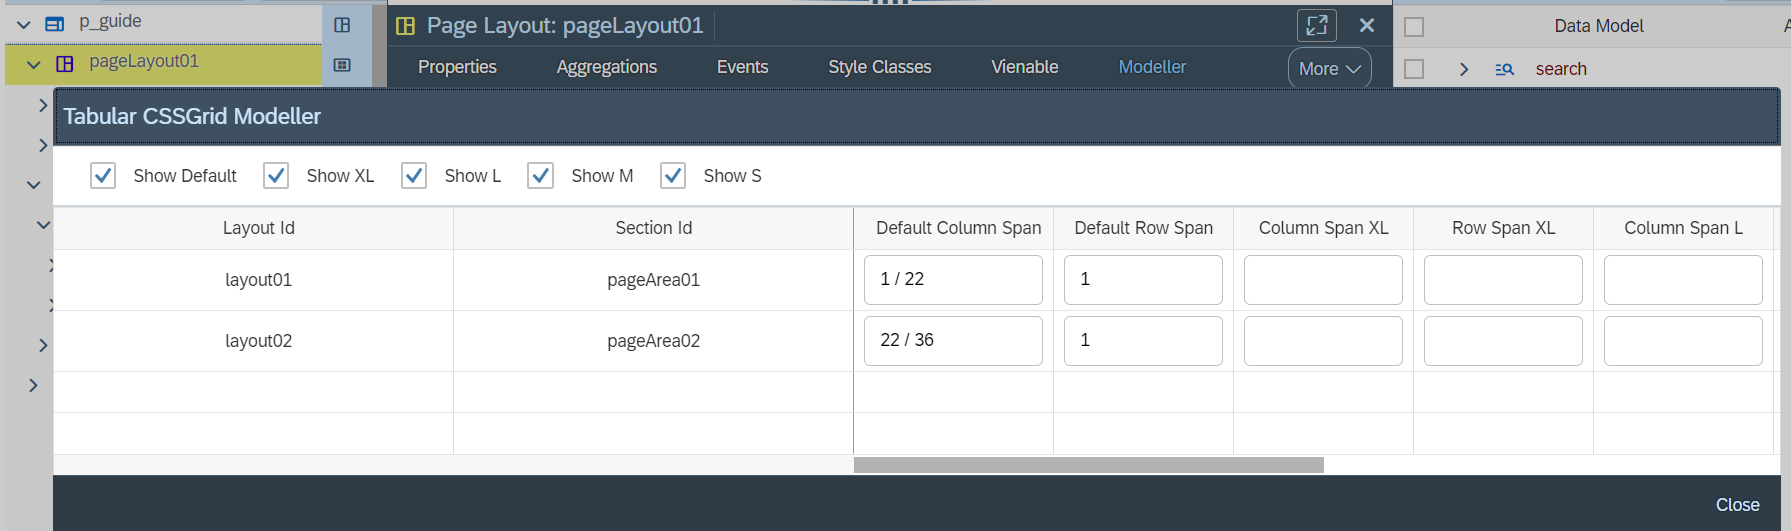 p_guide
Page Layout: pageLayout01
Data Model
pageLayout01
Properties Aggregations Events Style Classes Vienable Modeller More
search
Tabular CSSGrid Modeller
Show Default Show XL Show L Show M Show S
Layout Id Section Id Default Column Span Default Row Span Column Span XL Row Span XL Column Span L
layout01 pageArea01 1 / 22 1
layout02 pageArea02 22 / 36 1
Close